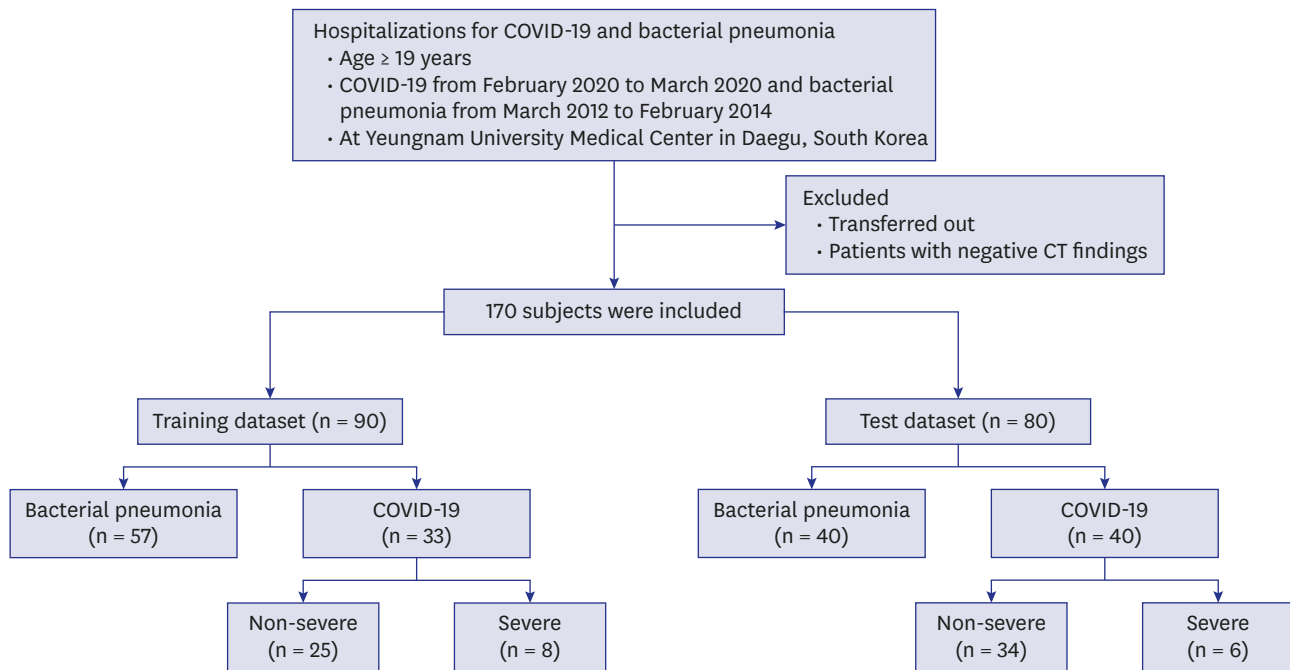 Hospitalizations for COVID-19 and bacterial pneumonia
· Age ≥ 19 years
· COVID-19 from February 2020 to March 2020 and bacterial
pneumonia from March 2012 to February 2014
· At Yeungnam University Medical Center in Daegu, South Korea
Excluded
· Transferred out
· Patients with negative CT findings
170 subjects were included
Training dataset (n = 90)
Test dataset (n = 80)
Bacterial pneumonia
(n = 57)
COVID-19
(n = 33)
Bacterial pneumonia
(n = 40)
COVID-19
(n = 40)
Non-severe
(n = 25)
Severe
(n = 8)
Non-severe
(n = 34)
Severe
(n = 6)